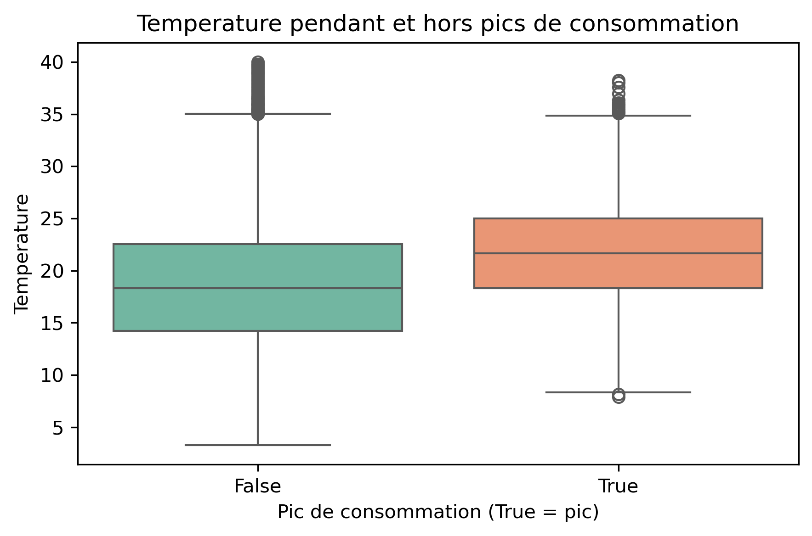 Temperature pendant et hors pics de consommation
Temperature
40
35
30
25
20
15
10
5
False
True
Pic de consommation (True = pic)